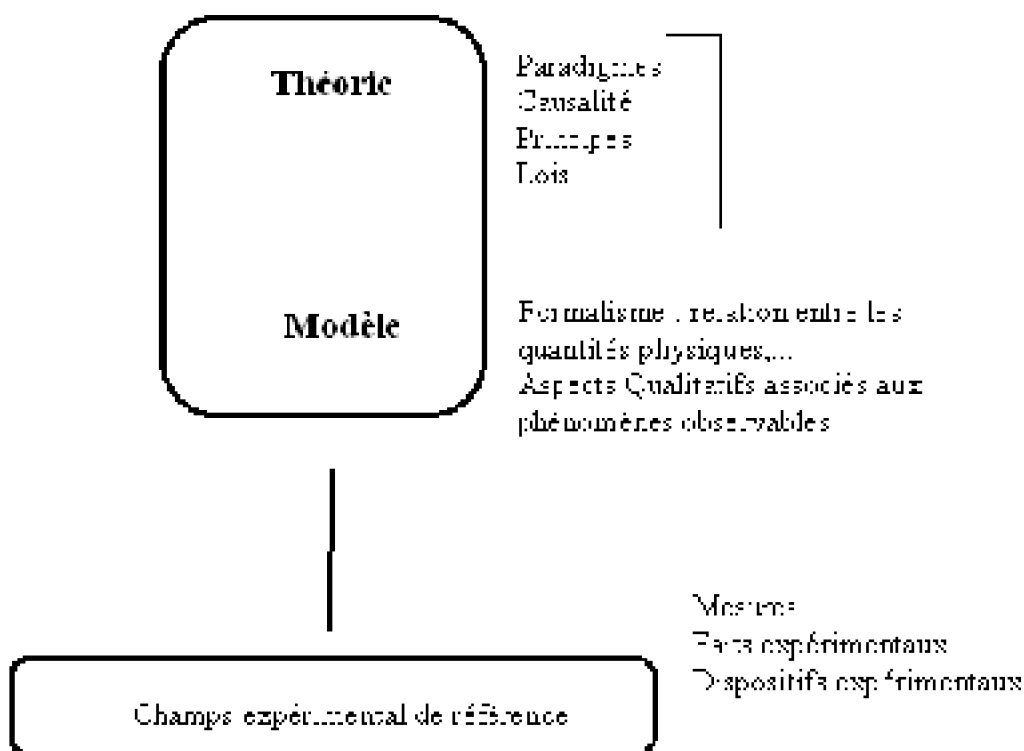 Théorie
Paradigmes
Causalité
Principes
Lois
Modèle
Formalisme : relation entre les
quantités physiques,...
Aspects Qualitatifs associés aux
phénomènes observables
Mesures
Faits expérimentaux
Dispositifs expérimentaux
Champs expérimental de référence